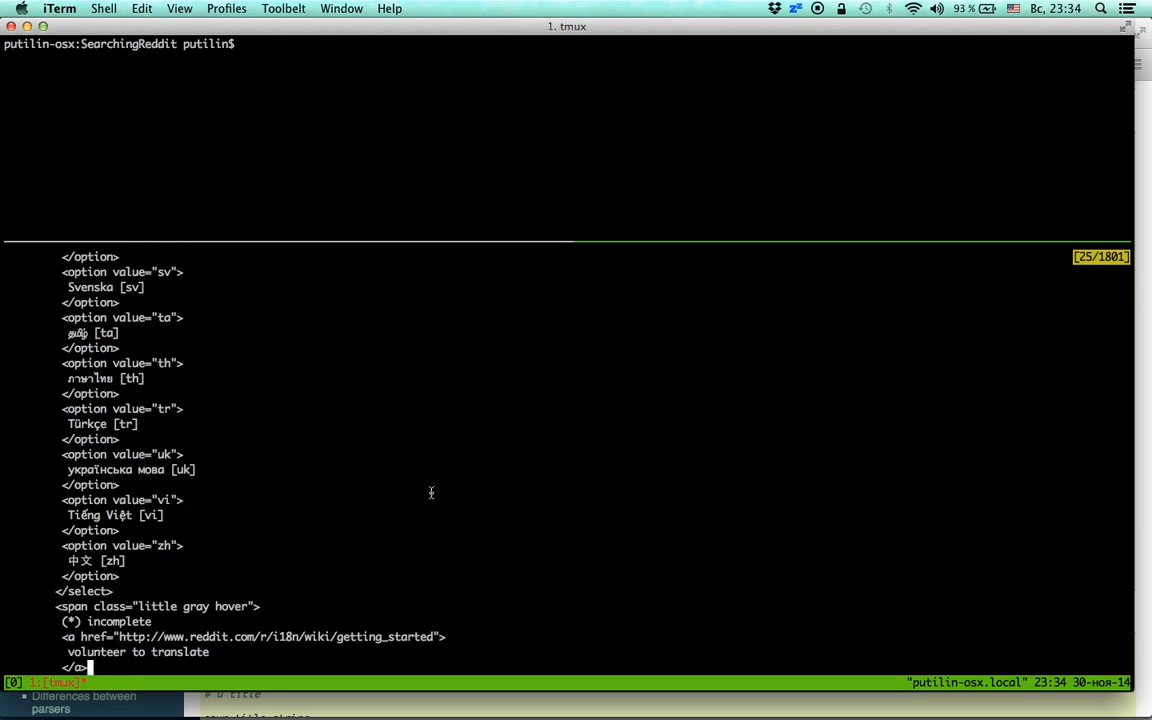 iTerm Shell Edit View Profiles Toolbelt Window Help 93 % Вс, 23:34
1. tmux
putilin-osx:SearchingReddit putilin$
</option> [25/1801]
<option value="sv">
Svenska [sv]
</option>
<option value="ta">
தமிழ் [ta]
</option>
<option value="th">
ภาษาไทย [th]
</option>
<option value="tr">
Türkçe [tr]
</option>
<option value="uk">
українська мова [uk]
</option>
<option value="vi">
Tiếng Việt [vi]
</option>
<option value="zh">
中文 [zh]
</option>
</select>
<span class="little gray hover">
(*) incomplete
<a href="http://www.reddit.com/r/i18n/wiki/getting_started">
volunteer to translate
</a>
[0] 1:[tmux]* "putilin-osx.local" 23:34 30-ноя-14
Differences between
parsers
# a title